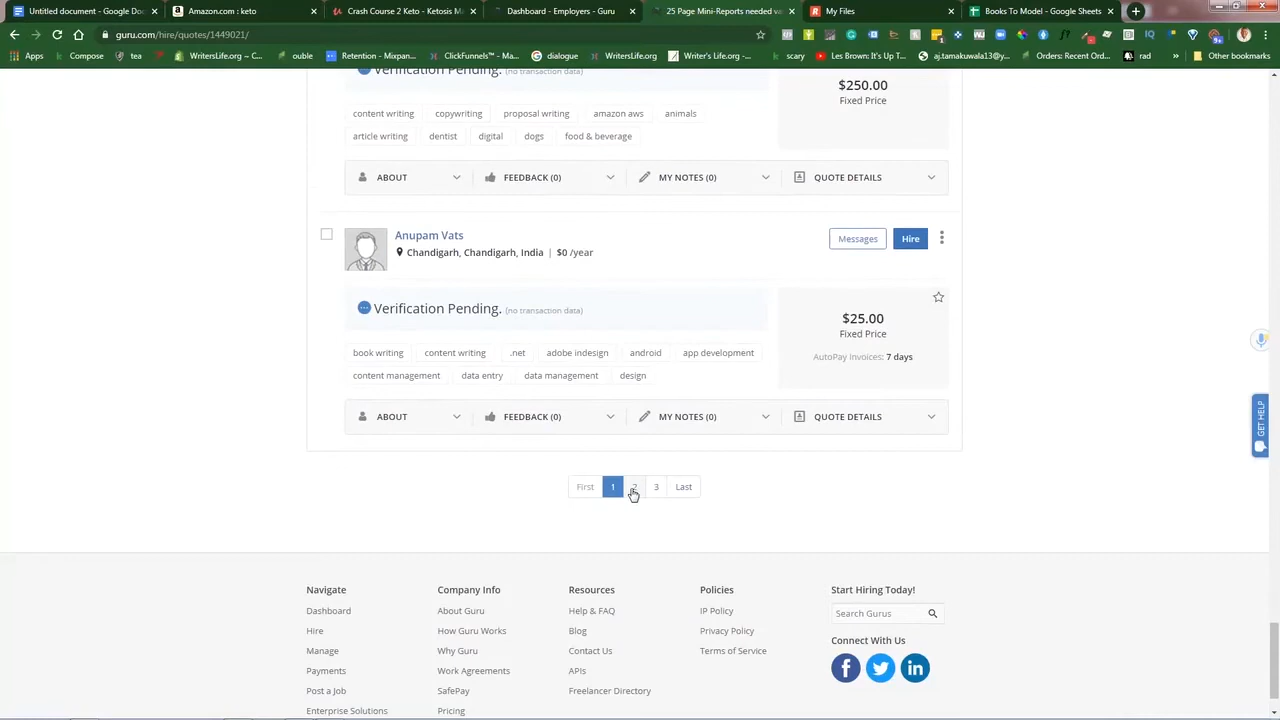 Untitled document - Google Doc
Amazon.com : keto
Crash Course 2 Keto - Ketosis Ma
Dashboard - Employers - Guru
25 Page Mini-Reports needed va
My Files
Books To Model - Google Sheets
guru.com/hire/quotes/1449021/
Apps
Compose
tea
WritersLife.org ~ C...
ouble
Retention - Mixpan...
ClickFunnels™ - Ma...
dialogue
WritersLife.org
Writer's Life.org -...
scary
Les Brown: It's Up T...
aj.tamakuwala13@y...
Orders: Recent Ord...
rad
»
Other bookmarks
Verification Pending. (no transaction data)
$250.00
Fixed Price
content writing
copywriting
proposal writing
amazon aws
animals
article writing
dentist
digital
dogs
food & beverage
ABOUT
FEEDBACK (0)
MY NOTES (0)
QUOTE DETAILS
Anupam Vats
Chandigarh, Chandigarh, India | $0 /year
Messages
Hire
Verification Pending. (no transaction data)
$25.00
Fixed Price
AutoPay Invoices: 7 days
book writing
content writing
.net
adobe indesign
android
app development
content management
data entry
data management
design
ABOUT
FEEDBACK (0)
MY NOTES (0)
QUOTE DETAILS
First
1
2
3
Last
GET HELP
Navigate
Dashboard
Hire
Manage
Payments
Post a Job
Enterprise Solutions
Company Info
About Guru
How Guru Works
Why Guru
Work Agreements
SafePay
Pricing
Resources
Help & FAQ
Blog
Contact Us
APIs
Freelancer Directory
Policies
IP Policy
Privacy Policy
Terms of Service
Start Hiring Today!
Search Gurus
Connect With Us